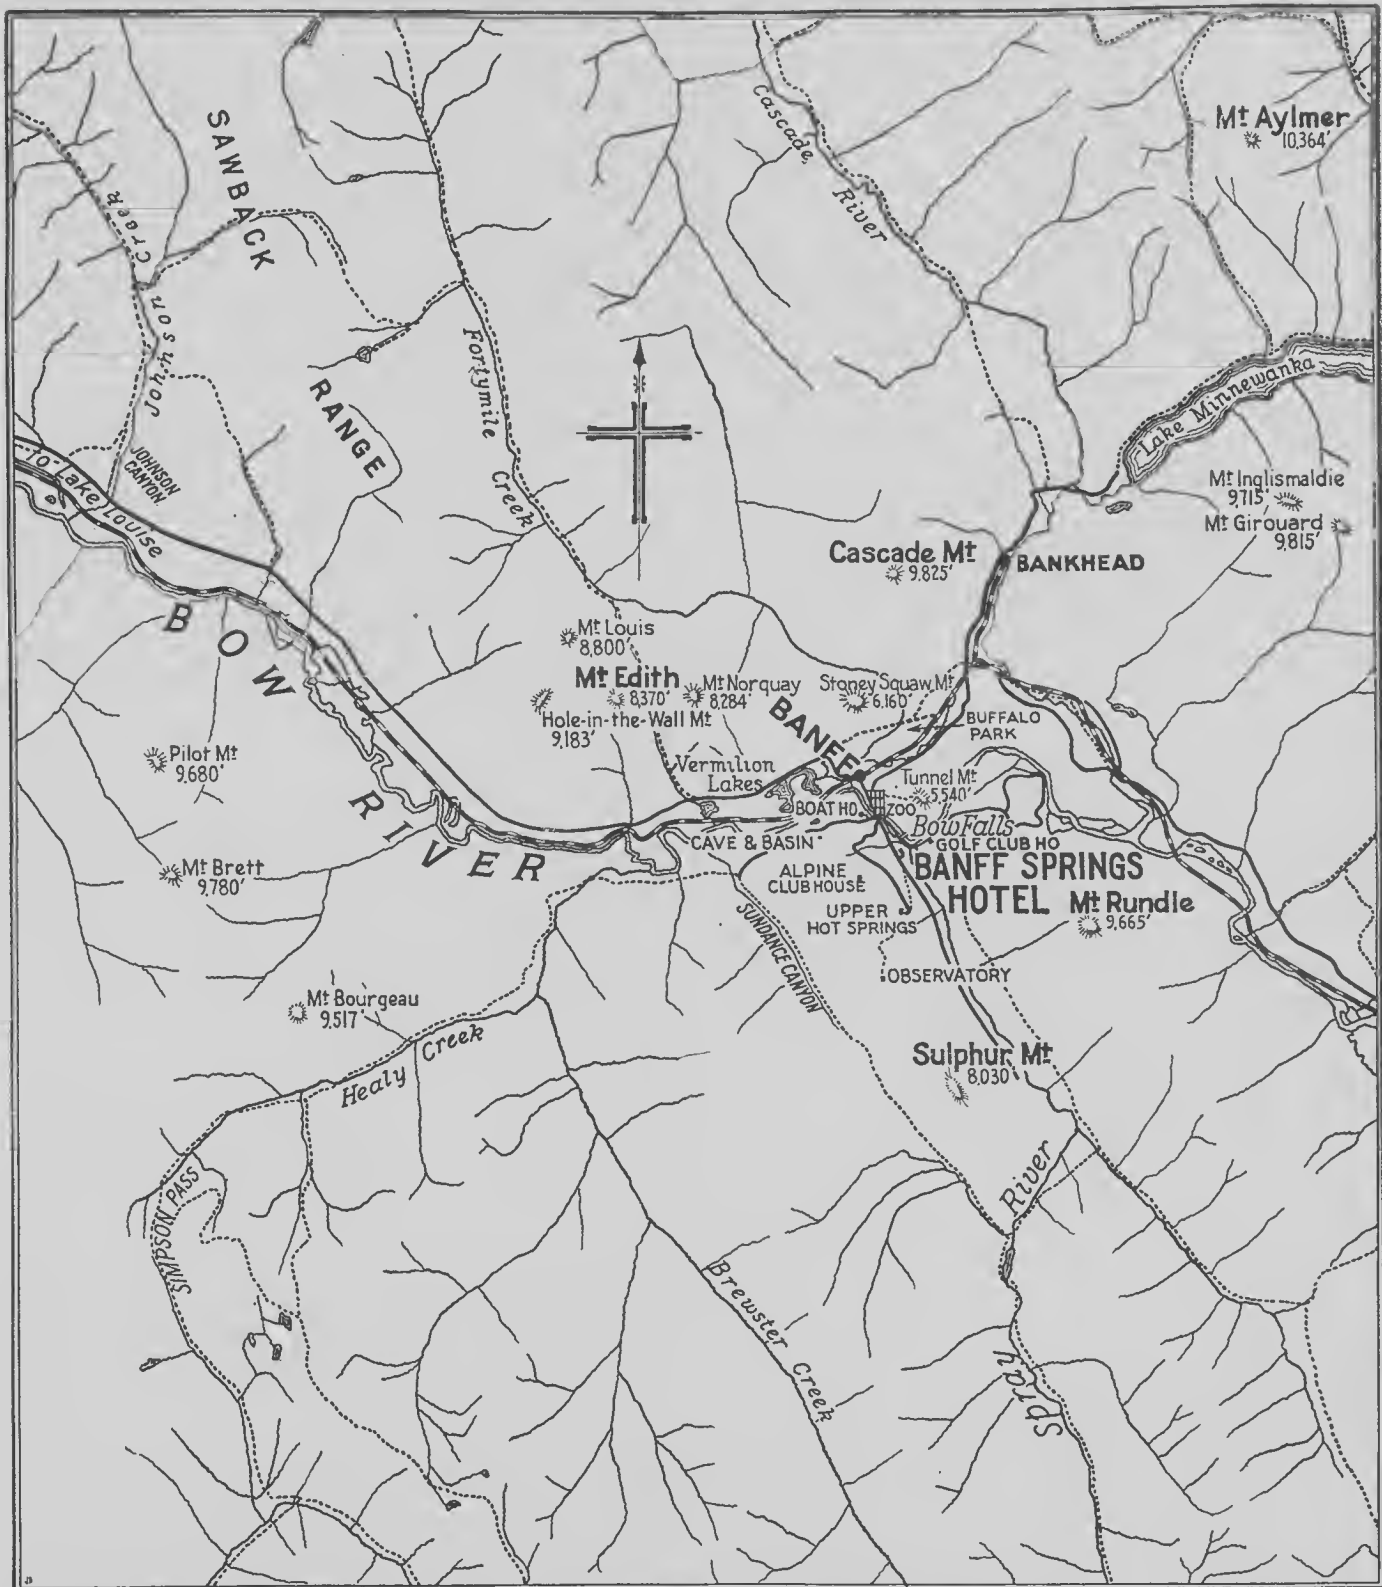 Mt Aylmer
10,364'
SAWBACK
RANGE
Cascade
River
Johnson
Creek
Fortymile
Creek
Lake Minnewanka
To Lake Louise
JOHNSON
CANYON.
Mt Inglismaldie
9,715'
Mt Girouard
9,815'
Cascade Mt
9,825'
BANKHEAD
BOW
RIVER
Mt Louis
8,800'
Mt Edith
8,370'
Mt Norquay
8,284'
Stoney Squaw Mt
6,160'
Hole-in-the-Wall Mt
9,183'
BANFF
BUFFALO
PARK
Pilot Mt
9,680'
Vermilion
Lakes
Tunnel Mt
5,540'
BOAT HO.
ZOO
Bow Falls
CAVE & BASIN
GOLF CLUB HO
Mt Brett
9,780'
ALPINE
CLUB HOUSE
BANFF SPRINGS
HOTEL
Mt Rundle
9,665'
UPPER
HOT SPRINGS
SUNDANCE CANYON
OBSERVATORY
Mt Bourgeau
9,517'
Healy
Creek
Sulphur Mt
8,030'
SIMPSON PASS
Brewster Creek
Spray
River